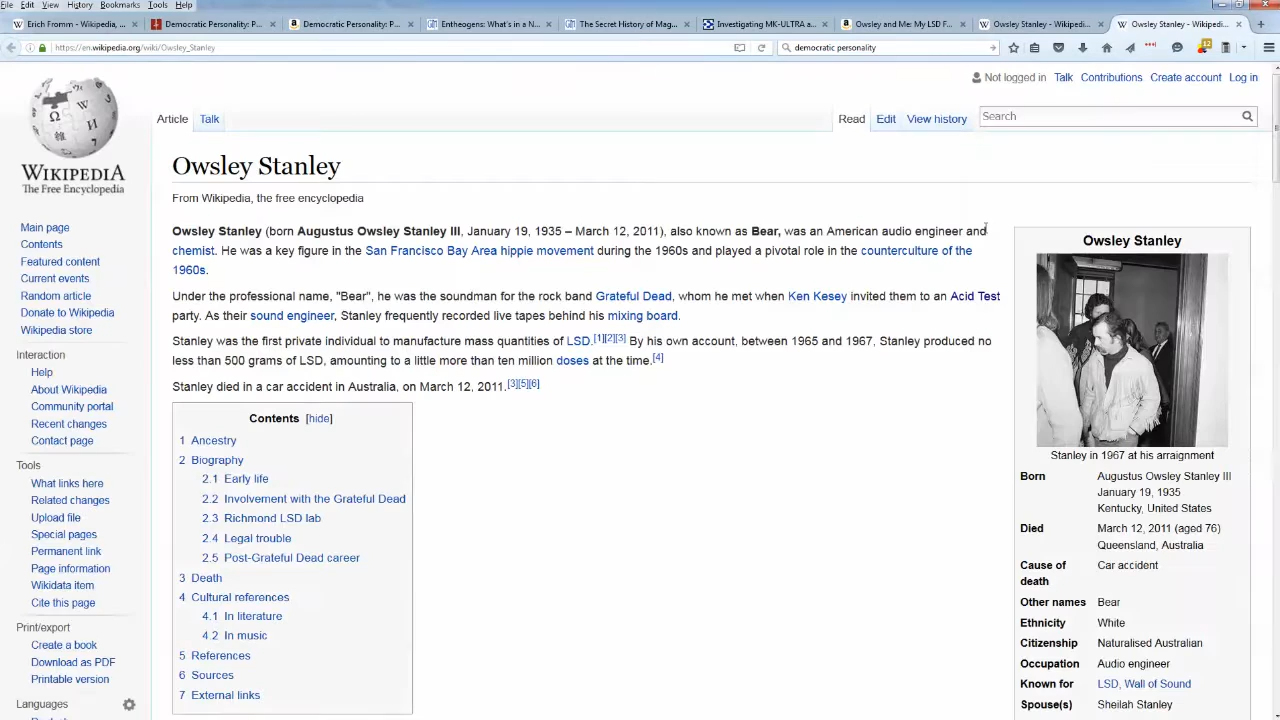 File Edit View History Bookmarks Tools Help
Erich Fromm - Wikipedia, ...
Democratic Personality: P...
Democratic Personality: P...
Entheogens: What's in a N...
The Secret History of Mag...
Investigating MK-ULTRA a...
Owsley and Me: My LSD F...
Owsley Stanley - Wikipedi...
Owsley Stanley - Wikipedi...
https://en.wikipedia.org/wiki/Owsley_Stanley
democratic personality
Not logged in Talk Contributions Create account Log in
Article Talk
Read Edit View history
Search
WIKIPEDIA
The Free Encyclopedia
Main page
Contents
Featured content
Current events
Random article
Donate to Wikipedia
Wikipedia store
Interaction
Help
About Wikipedia
Community portal
Recent changes
Contact page
Tools
What links here
Related changes
Upload file
Special pages
Permanent link
Page information
Wikidata item
Cite this page
Print/export
Create a book
Download as PDF
Printable version
Languages
Owsley Stanley
From Wikipedia, the free encyclopedia
Owsley Stanley (born Augustus Owsley Stanley III, January 19, 1935 – March 12, 2011), also known as Bear, was an American audio engineer and
chemist. He was a key figure in the San Francisco Bay Area hippie movement during the 1960s and played a pivotal role in the counterculture of the
1960s.
Under the professional name, "Bear", he was the soundman for the rock band Grateful Dead, whom he met when Ken Kesey invited them to an Acid Test
party. As their sound engineer, Stanley frequently recorded live tapes behind his mixing board.
Stanley was the first private individual to manufacture mass quantities of LSD.[1][2][3] By his own account, between 1965 and 1967, Stanley produced no
less than 500 grams of LSD, amounting to a little more than ten million doses at the time.[4]
Stanley died in a car accident in Australia, on March 12, 2011.[3][5][6]
Contents [hide]
1 Ancestry
2 Biography
2.1 Early life
2.2 Involvement with the Grateful Dead
2.3 Richmond LSD lab
2.4 Legal trouble
2.5 Post-Grateful Dead career
3 Death
4 Cultural references
4.1 In literature
4.2 In music
5 References
6 Sources
7 External links
Owsley Stanley
Stanley in 1967 at his arraignment
Born Augustus Owsley Stanley III
January 19, 1935
Kentucky, United States
Died March 12, 2011 (aged 76)
Queensland, Australia
Cause of Car accident
death
Other names Bear
Ethnicity White
Citizenship Naturalised Australian
Occupation Audio engineer
Known for LSD, Wall of Sound
Spouse(s) Sheilah Stanley